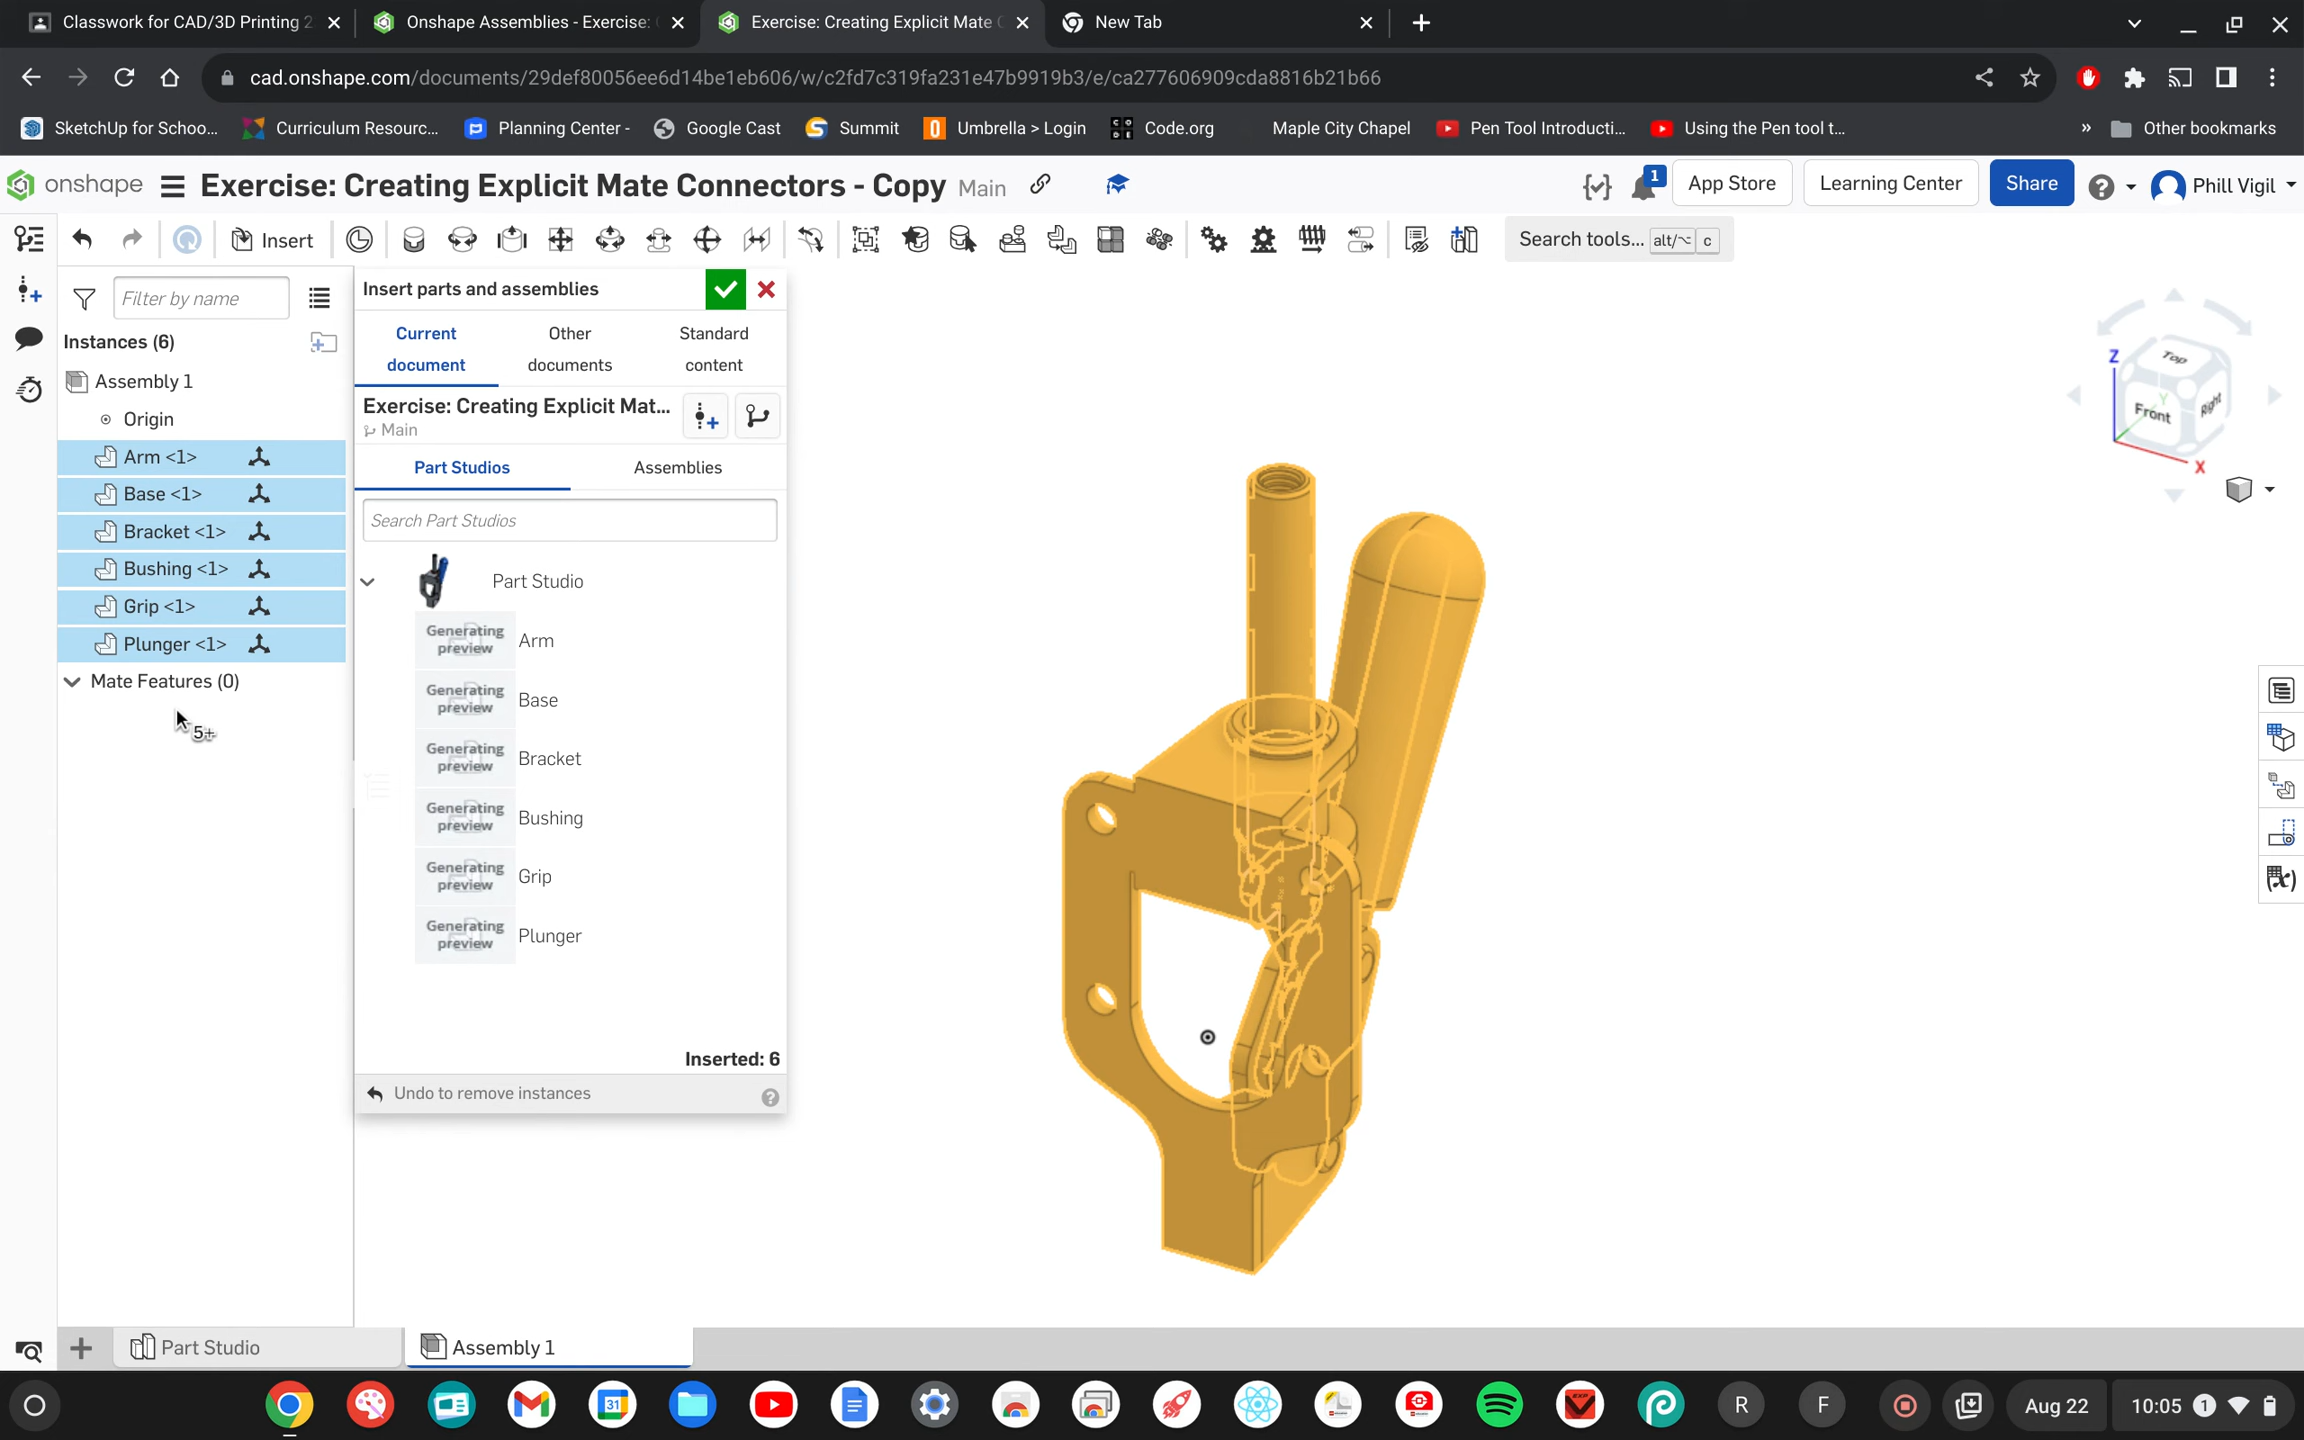 Classwork for CAD/3D Printing 2
Onshape Assemblies - Exercise: C
Exercise: Creating Explicit Mate C
New Tab
cad.onshape.com/documents/29def80056ee6d14be1eb606/w/c2fd7c319fa231e47b9919b3/e/ca277606909cda8816b21b66
SketchUp for Schoo...
Curriculum Resourc...
Planning Center -
Google Cast
Summit
Umbrella > Login
Code.org
Maple City Chapel
Pen Tool Introducti...
Using the Pen tool t...
»
Other bookmarks
onshape
Exercise: Creating Explicit Mate Connectors - Copy
Main
1
App Store
Learning Center
Share
Phill Vigil
Insert
Search tools... alt/⌥ c
Filter by name
Instances (6)
Assembly 1
Origin
Arm <1>
Base <1>
Bracket <1>
Bushing <1>
Grip <1>
Plunger <1>
Mate Features (0)
5+
Insert parts and assemblies
Current document
Other documents
Standard content
Exercise: Creating Explicit Mat...
Main
Part Studios
Assemblies
Search Part Studios
Part Studio
Generating preview
Arm
Generating preview
Base
Generating preview
Bracket
Generating preview
Bushing
Generating preview
Grip
Generating preview
Plunger
Inserted: 6
Undo to remove instances
Z
Top
Y
Front
Right
X
Part Studio
Assembly 1
31
R
F
Aug 22
10:05
1